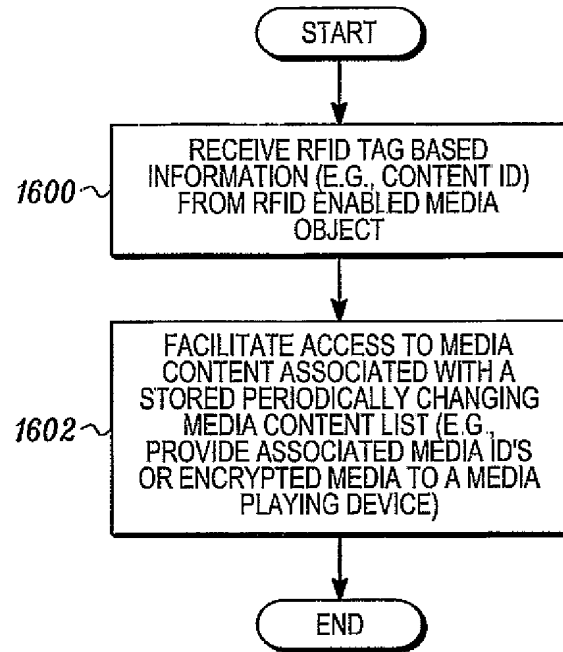 START
1600
RECEIVE RFID TAG BASED
INFORMATION (E.G., CONTENT ID)
FROM RFID ENABLED MEDIA
OBJECT
1602
FACILITATE ACCESS TO MEDIA
CONTENT ASSOCIATED WITH A
STORED PERIODICALLY CHANGING
MEDIA CONTENT LIST (E.G.,
PROVIDE ASSOCIATED MEDIA ID'S
OR ENCRYPTED MEDIA TO A MEDIA
PLAYING DEVICE)
END